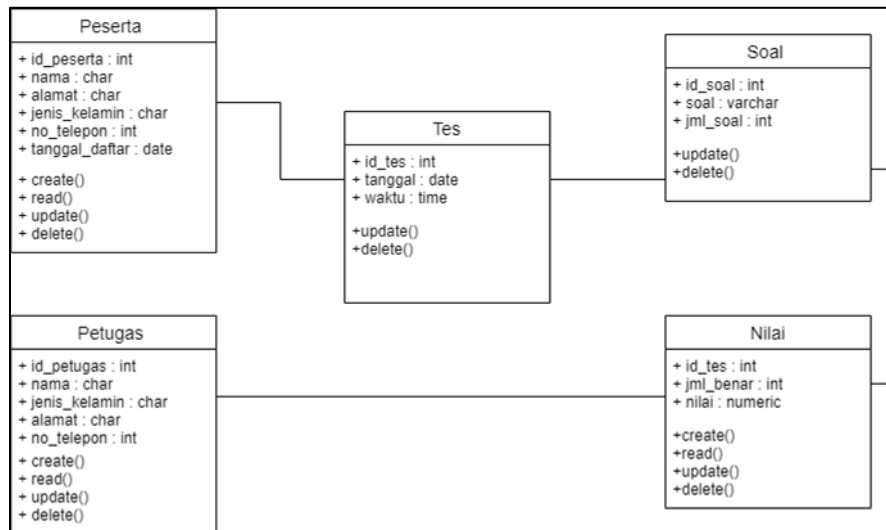 Peserta
+ id_peserta : int
+ nama : char
+ alamat : char
+ jenis_kelamin : char
+ no_telepon : int
+ tanggal_daftar : date
+ create()
+ read()
+ update()
+ delete()
Tes
+ id_tes : int
+ tanggal : date
+ waktu : time
+update()
+delete()
Soal
+ id_soal : int
+ soal : varchar
+ jml_soal : int
+update()
+delete()
Petugas
+ id_petugas : int
+ nama : char
+ jenis_kelamin : char
+ alamat : char
+ no_telepon : int
+ create()
+ read()
+ update()
+ delete()
Nilai
+ id_tes : int
+ jml_benar : int
+ nilai : numeric
+create()
+read()
+update()
+delete()